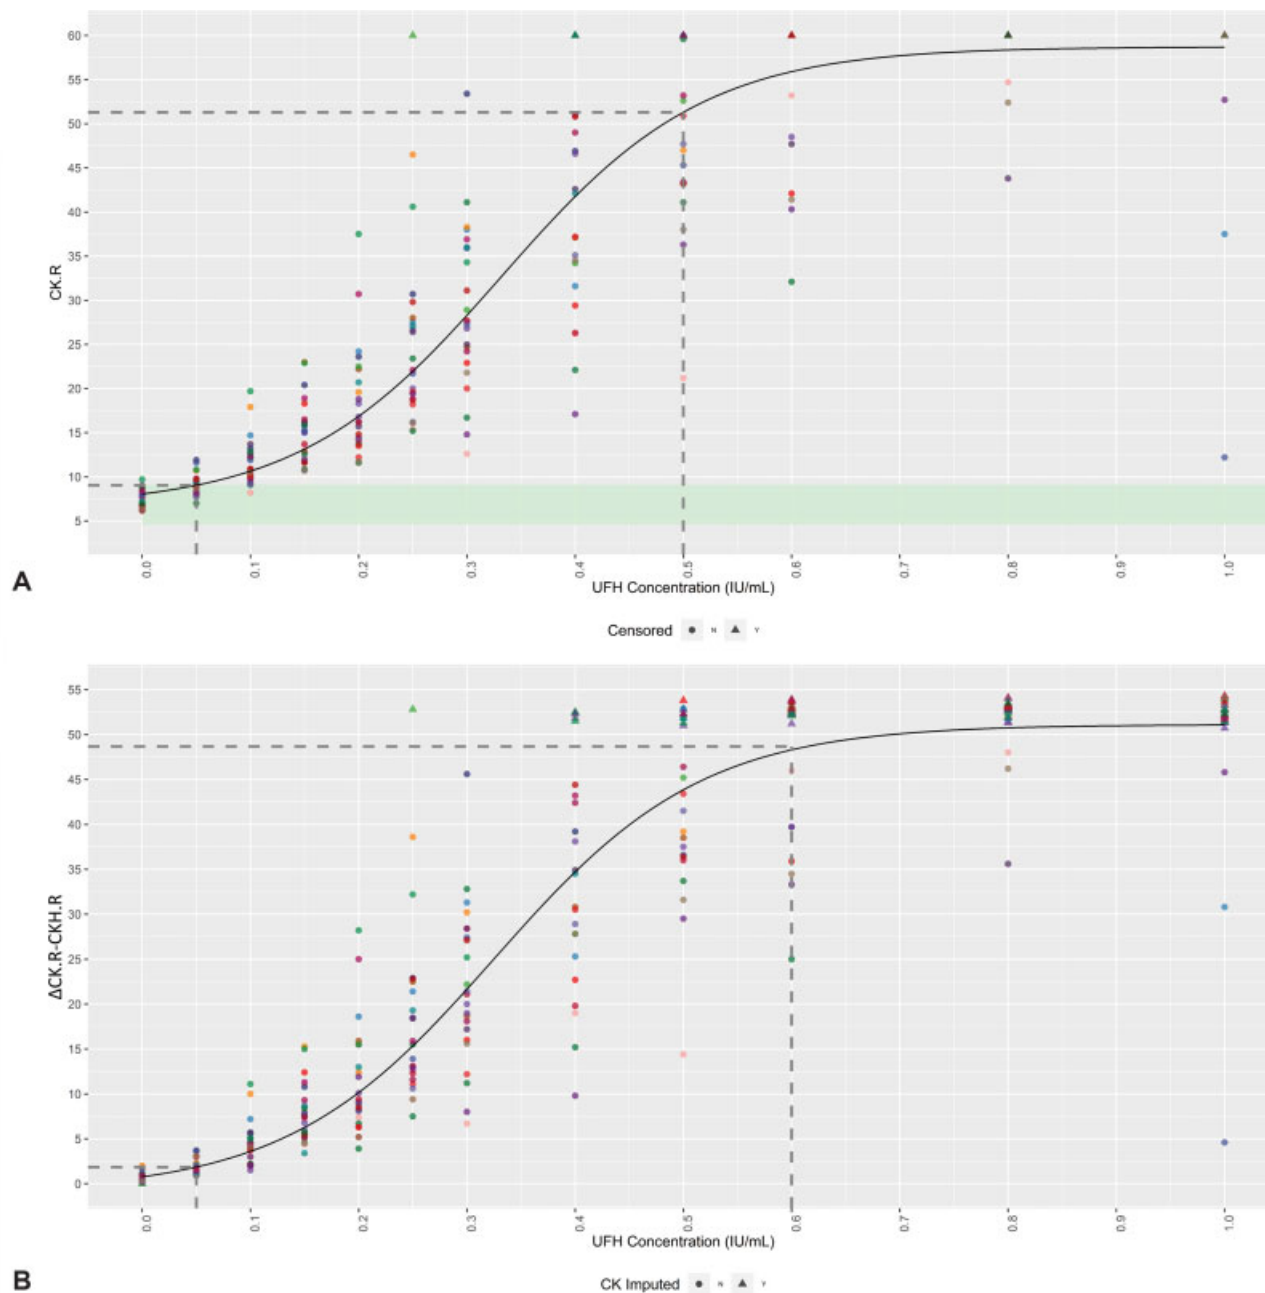 60
55
50
45
40
35
30
25
20
15
10
5
CK.R
0.0 0.1 0.2 0.3 0.4 0.5 0.6 0.7 0.8 0.9 1.0
UFH Concentration (IU/mL)
A
Censored N Y
55
50
45
40
35
30
25
20
15
10
5
0
ΔCK.R-CKH.R
0.0 0.1 0.2 0.3 0.4 0.5 0.6 0.7 0.8 0.9 1.0
UFH Concentration (IU/mL)
B
CK Imputed N Y